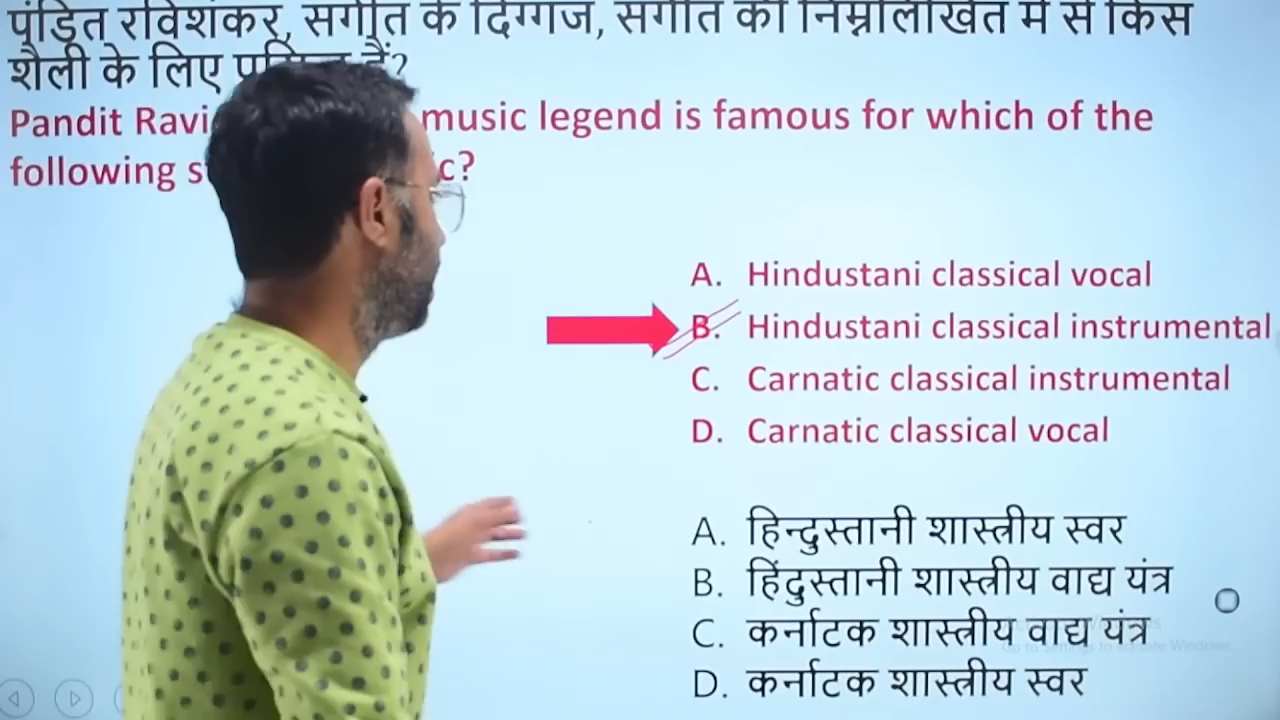 पंडित रविशंकर, संगीत के दिग्गज, संगीत की निम्नलिखित में से किस
शैली के लिए हैं?
Pandit Ravi music legend is famous for which of the
following
A. Hindustani classical vocal
B. Hindustani classical instrumental
C. Carnatic classical instrumental
D. Carnatic classical vocal
A. हिन्दुस्तानी शास्त्रीय स्वर
B. हिंदुस्तानी शास्त्रीय वाद्य यंत्र
C. कर्नाटक शास्त्रीय वाद्य यंत्र
D. कर्नाटक शास्त्रीय स्वर